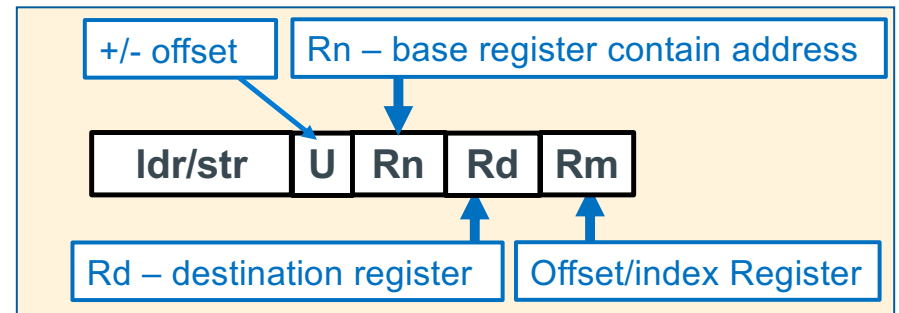 +/- offset
Rn – base register contain address
ldr/str U Rn Rd Rm
Rd – destination register
Offset/index Register